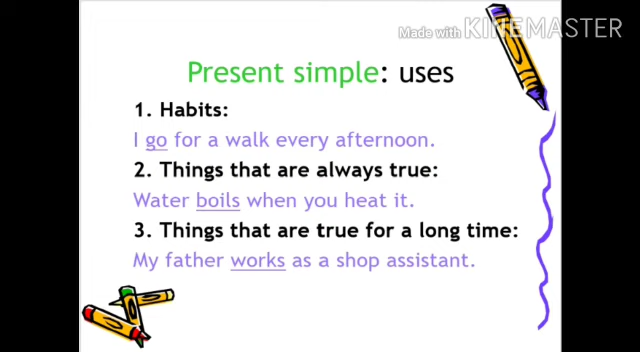 Made with KINEMASTER
Present simple: uses
1. Habits:
I go for a walk every afternoon.
2. Things that are always true:
Water boils when you heat it.
3. Things that are true for a long time:
My father works as a shop assistant.